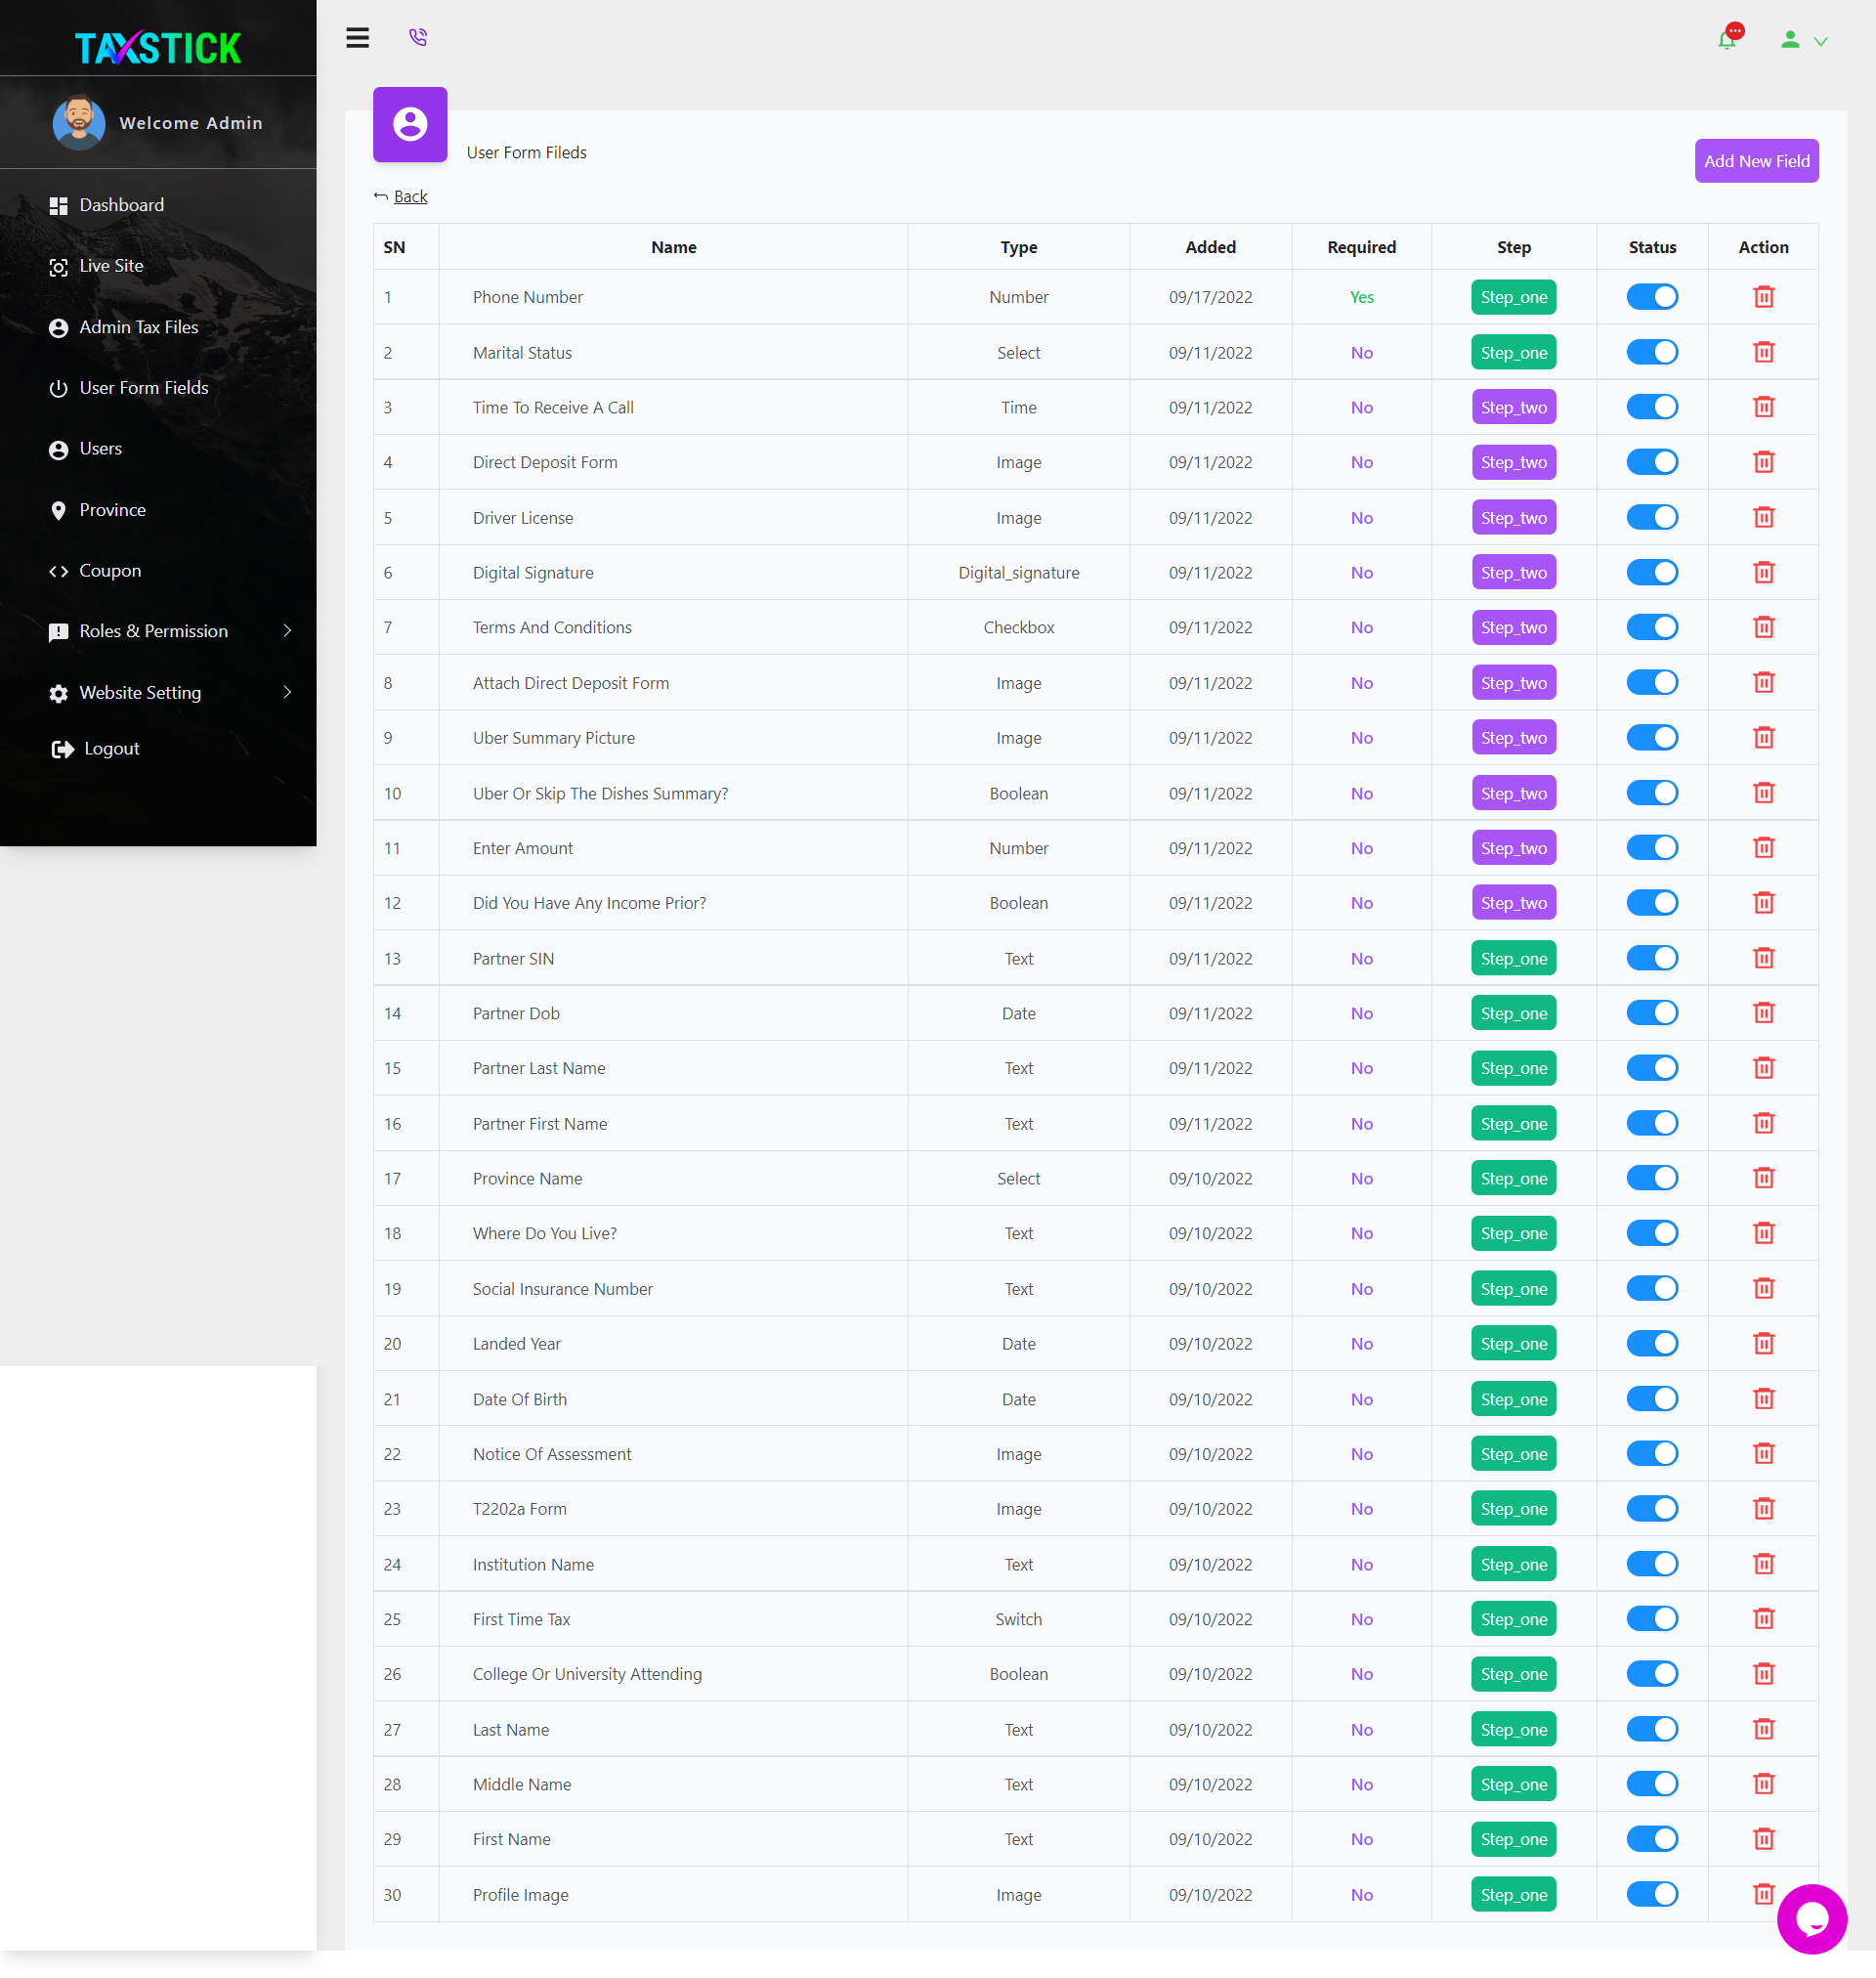 TAXSTICK
Welcome Admin
Dashboard
Live Site
Admin Tax Files
User Form Fields
Users
Province
Coupon
Roles & Permission
Website Setting
Logout
User Form Fileds
Add New Field
Back
SN Name Type Added Required Step Status Action
1 Phone Number Number 09/17/2022 Yes Step_one
2 Marital Status Select 09/11/2022 No Step_one
3 Time To Receive A Call Time 09/11/2022 No Step_two
4 Direct Deposit Form Image 09/11/2022 No Step_two
5 Driver License Image 09/11/2022 No Step_two
6 Digital Signature Digital_signature 09/11/2022 No Step_two
7 Terms And Conditions Checkbox 09/11/2022 No Step_two
8 Attach Direct Deposit Form Image 09/11/2022 No Step_two
9 Uber Summary Picture Image 09/11/2022 No Step_two
10 Uber Or Skip The Dishes Summary? Boolean 09/11/2022 No Step_two
11 Enter Amount Number 09/11/2022 No Step_two
12 Did You Have Any Income Prior? Boolean 09/11/2022 No Step_two
13 Partner SIN Text 09/11/2022 No Step_one
14 Partner Dob Date 09/11/2022 No Step_one
15 Partner Last Name Text 09/11/2022 No Step_one
16 Partner First Name Text 09/11/2022 No Step_one
17 Province Name Select 09/10/2022 No Step_one
18 Where Do You Live? Text 09/10/2022 No Step_one
19 Social Insurance Number Text 09/10/2022 No Step_one
20 Landed Year Date 09/10/2022 No Step_one
21 Date Of Birth Date 09/10/2022 No Step_one
22 Notice Of Assessment Image 09/10/2022 No Step_one
23 T2202a Form Image 09/10/2022 No Step_one
24 Institution Name Text 09/10/2022 No Step_one
25 First Time Tax Switch 09/10/2022 No Step_one
26 College Or University Attending Boolean 09/10/2022 No Step_one
27 Last Name Text 09/10/2022 No Step_one
28 Middle Name Text 09/10/2022 No Step_one
29 First Name Text 09/10/2022 No Step_one
30 Profile Image Image 09/10/2022 No Step_one